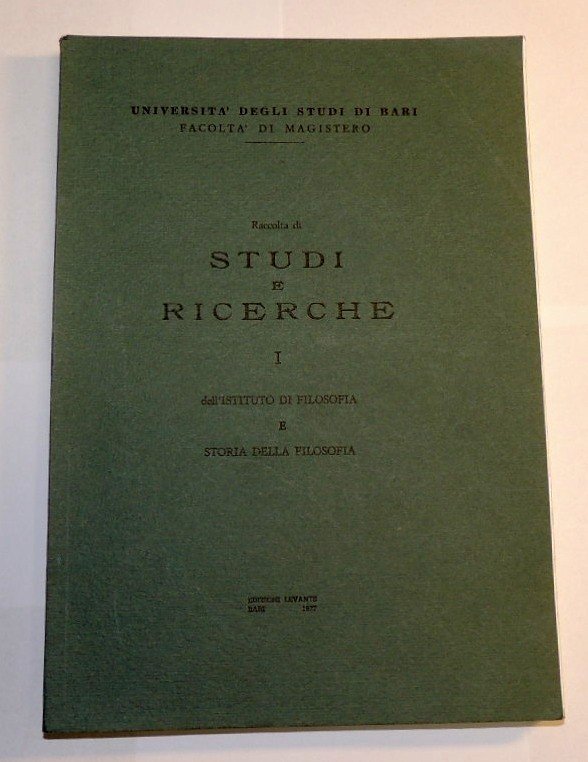 UNIVERSITA' DEGLI STUDI DI BARI
FACOLTA' DI MAGISTERO
Raccolta di
STUDI
E
RICERCHE
I
dell'ISTITUTO DI FILOSOFIA
E
STORIA DELLA FILOSOFIA
EDIZIONI LEVANTE
BARI 1977